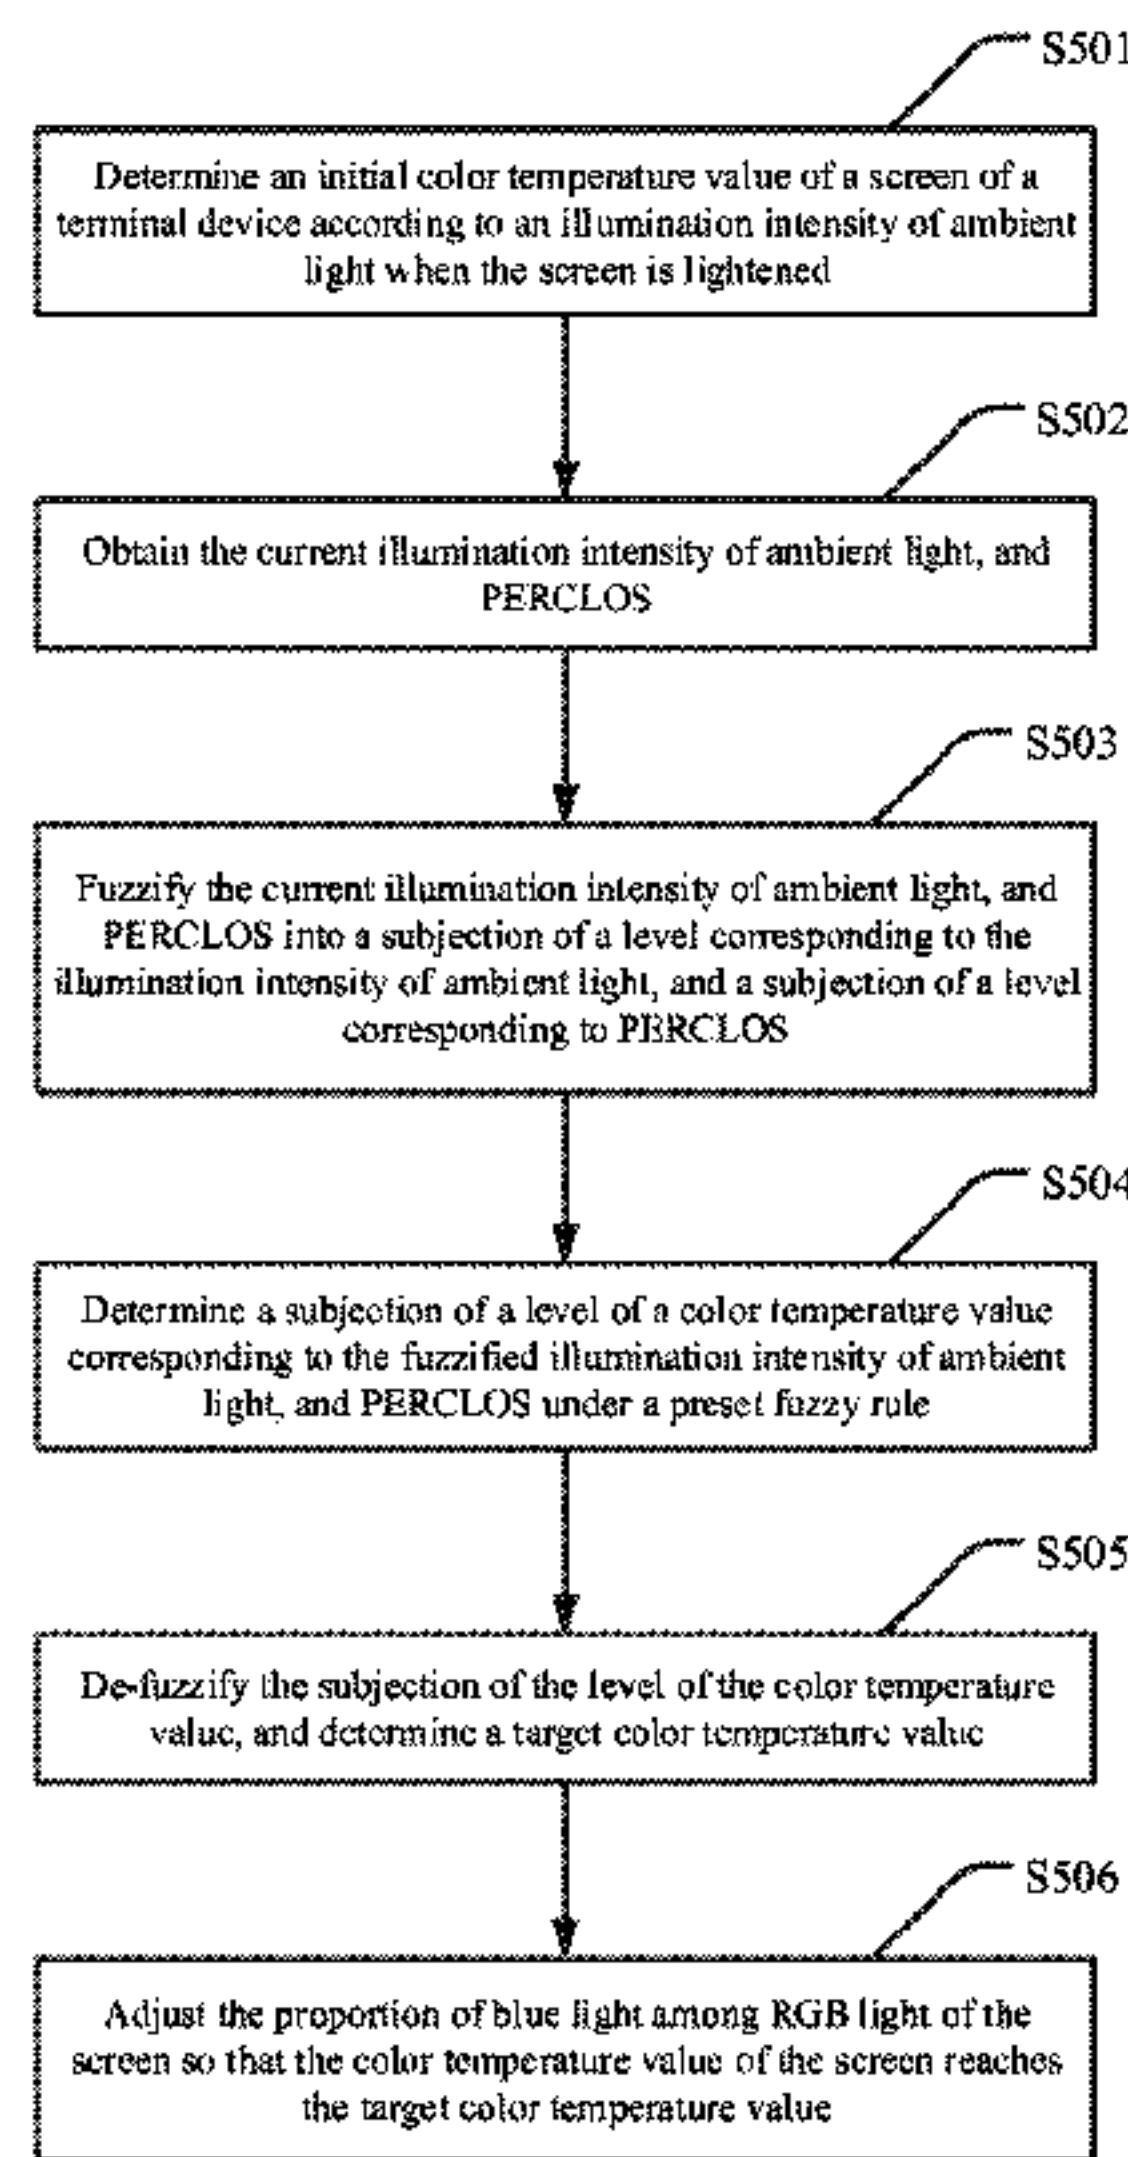 S501
Determine an initial color temperature value of a screen of a
terminal device according to an illumination intensity of ambient
light when the screen is lightened
S502
Obtain the current illumination intensity of ambient light, and
PERCLOS
S503
Fuzzify the current illumination intensity of ambient light, and
PERCLOS into a subjection of a level corresponding to the
illumination intensity of ambient light, and a subjection of a level
corresponding to PERCLOS
S504
Determine a subjection of a level of a color temperature value
corresponding to the fuzzified illumination intensity of ambient
light, and PERCLOS under a preset fuzzy rule
S505
De-fuzzify the subjection of the level of the color temperature
value, and determine a target color temperature value
S506
Adjust the proportion of blue light among RGB light of the
screen so that the color temperature value of the screen reaches
the target color temperature value